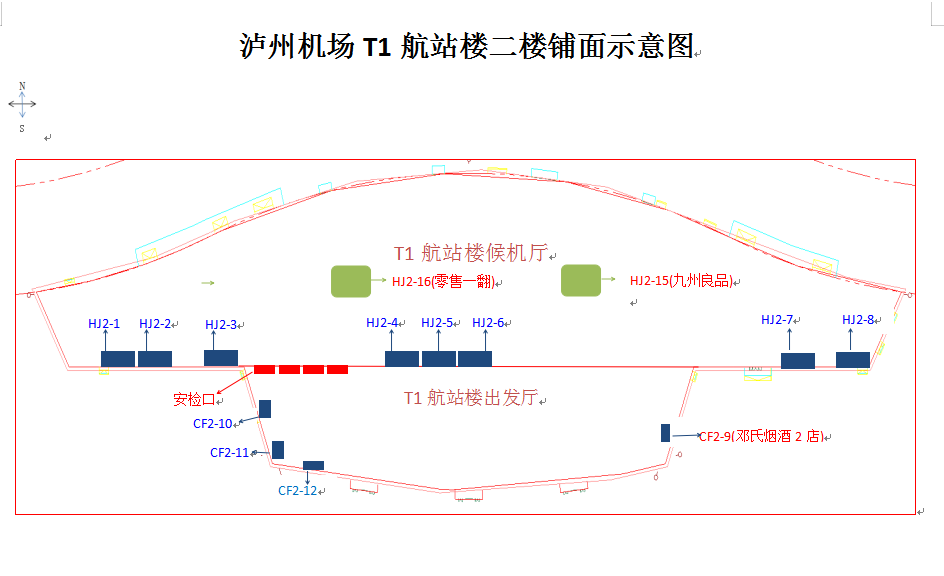 泸州机场 T1 航站楼二楼铺面示意图
N
S
T1 航站楼候机厅
HJ2-16(零售一翻)
HJ2-15(九州良品)
HJ2-1
HJ2-2
HJ2-3
HJ2-4
HJ2-5
HJ2-6
HJ2-7
HJ2-8
安检口
T1 航站楼出发厅
CF2-10
CF2-9(邓氏烟酒 2 店)
CF2-11
CF2-12